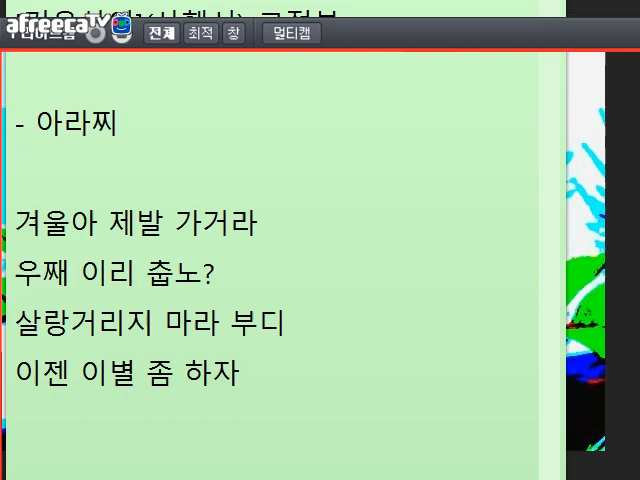 afreecaTV
전체 최적 창 멀티캠
- 아라찌
겨울아 제발 가거라
우째 이리 춥노?
살랑거리지 마라 부디
이젠 이별 좀 하자